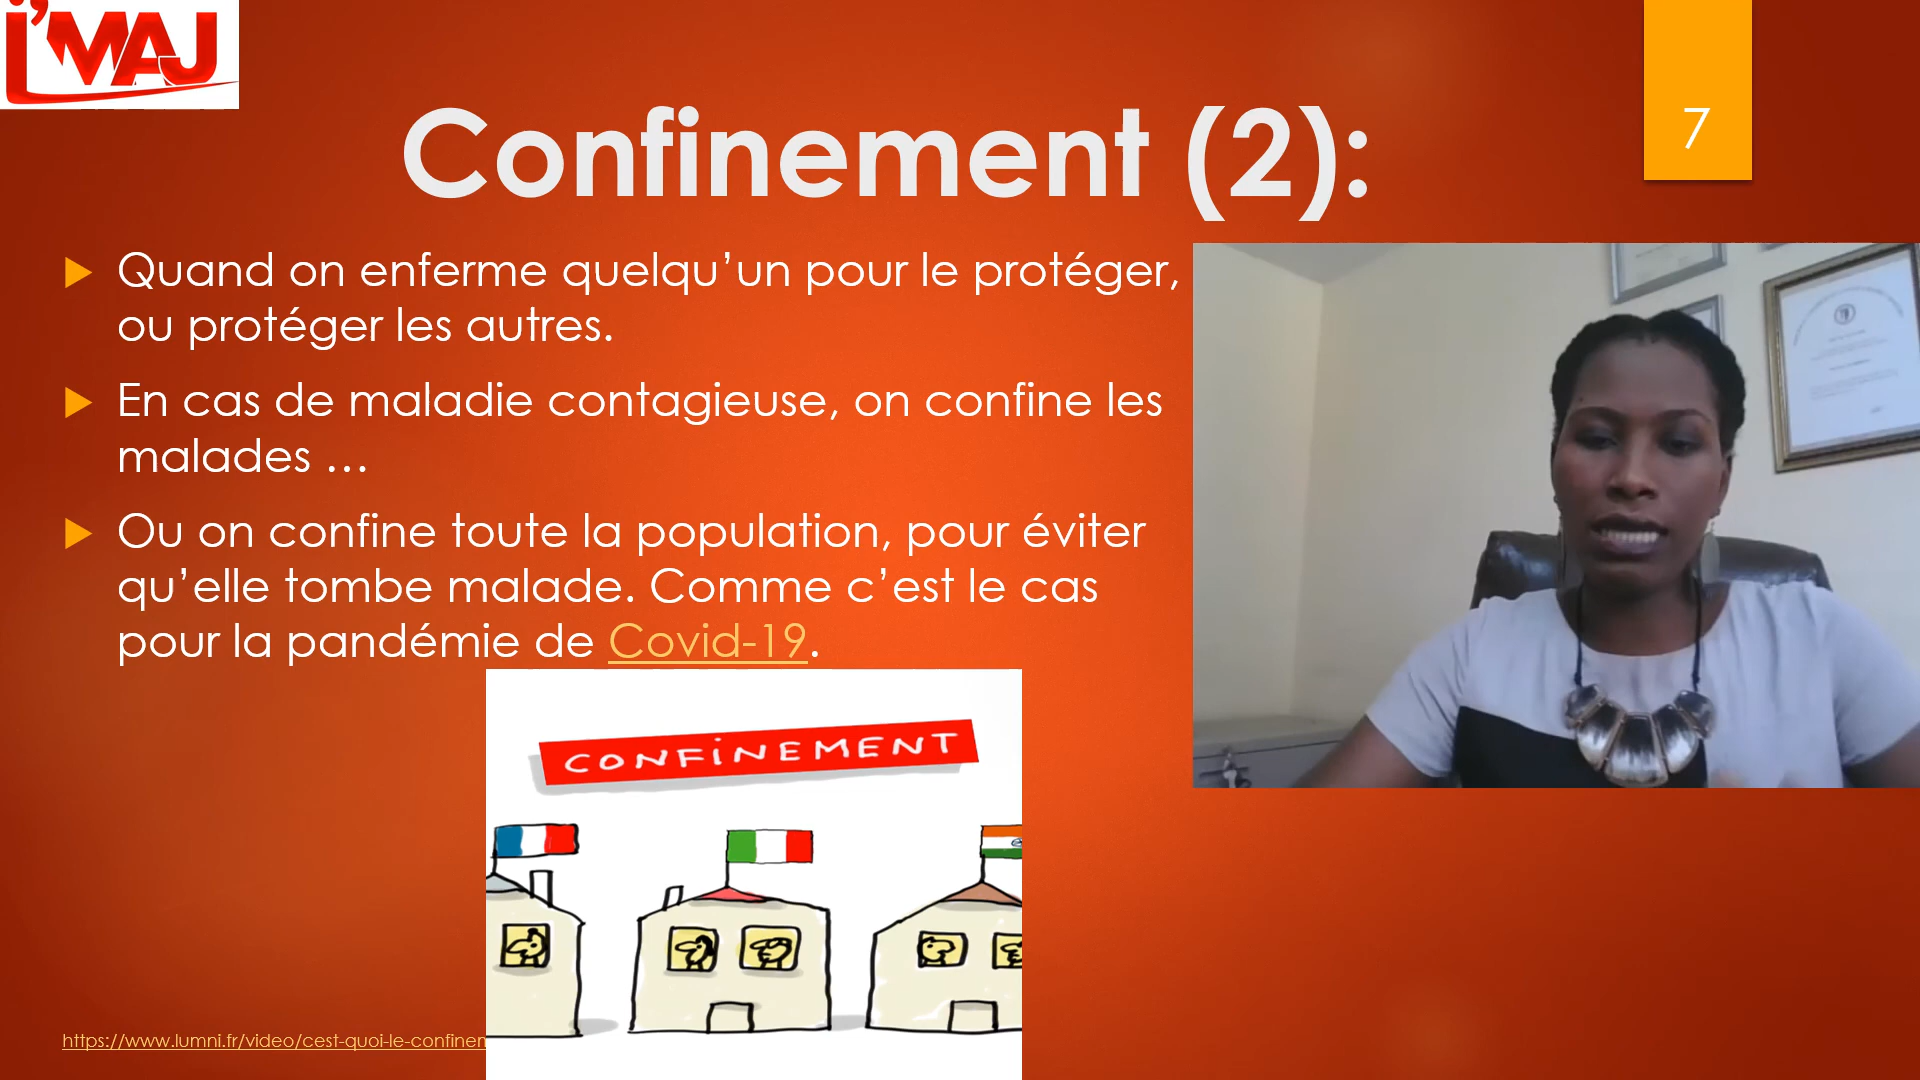 i'MAJ
Confinement (2):
7
Quand on enferme quelqu’un pour le protéger,
ou protéger les autres.
En cas de maladie contagieuse, on confine les
malades …
Ou on confine toute la population, pour éviter
qu’elle tombe malade. Comme c’est le cas
pour la pandémie de Covid-19.
CONFiNEMENT
https://www.lumni.fr/video/cest-quoi-le-confinem